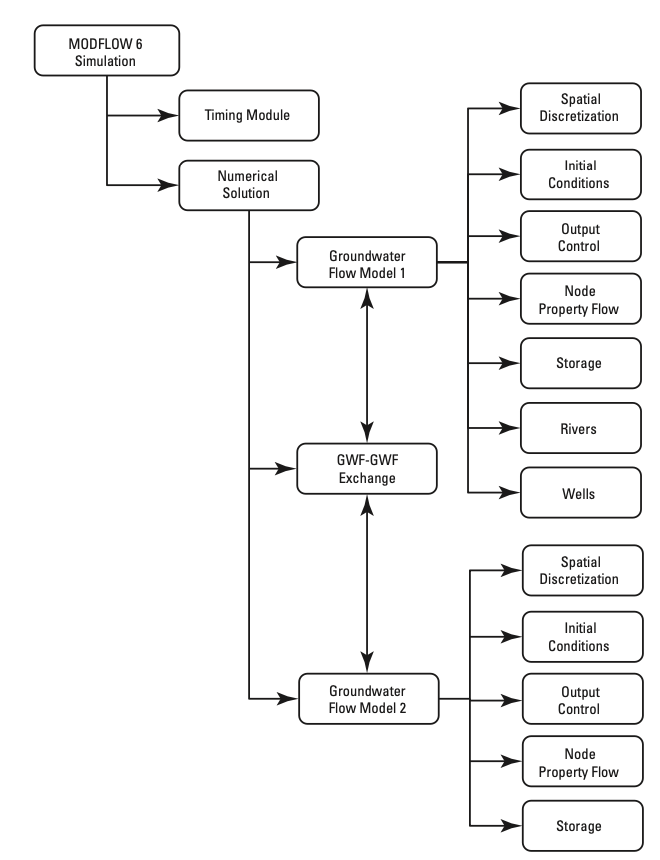 MODFLOW 6
Simulation
Timing Module
Numerical
Solution
Groundwater
Flow Model 1
Spatial
Discretization
Initial
Conditions
Output
Control
Node
Property Flow
Storage
Rivers
Wells
GWF-GWF
Exchange
Groundwater
Flow Model 2
Spatial
Discretization
Initial
Conditions
Output
Control
Node
Property Flow
Storage